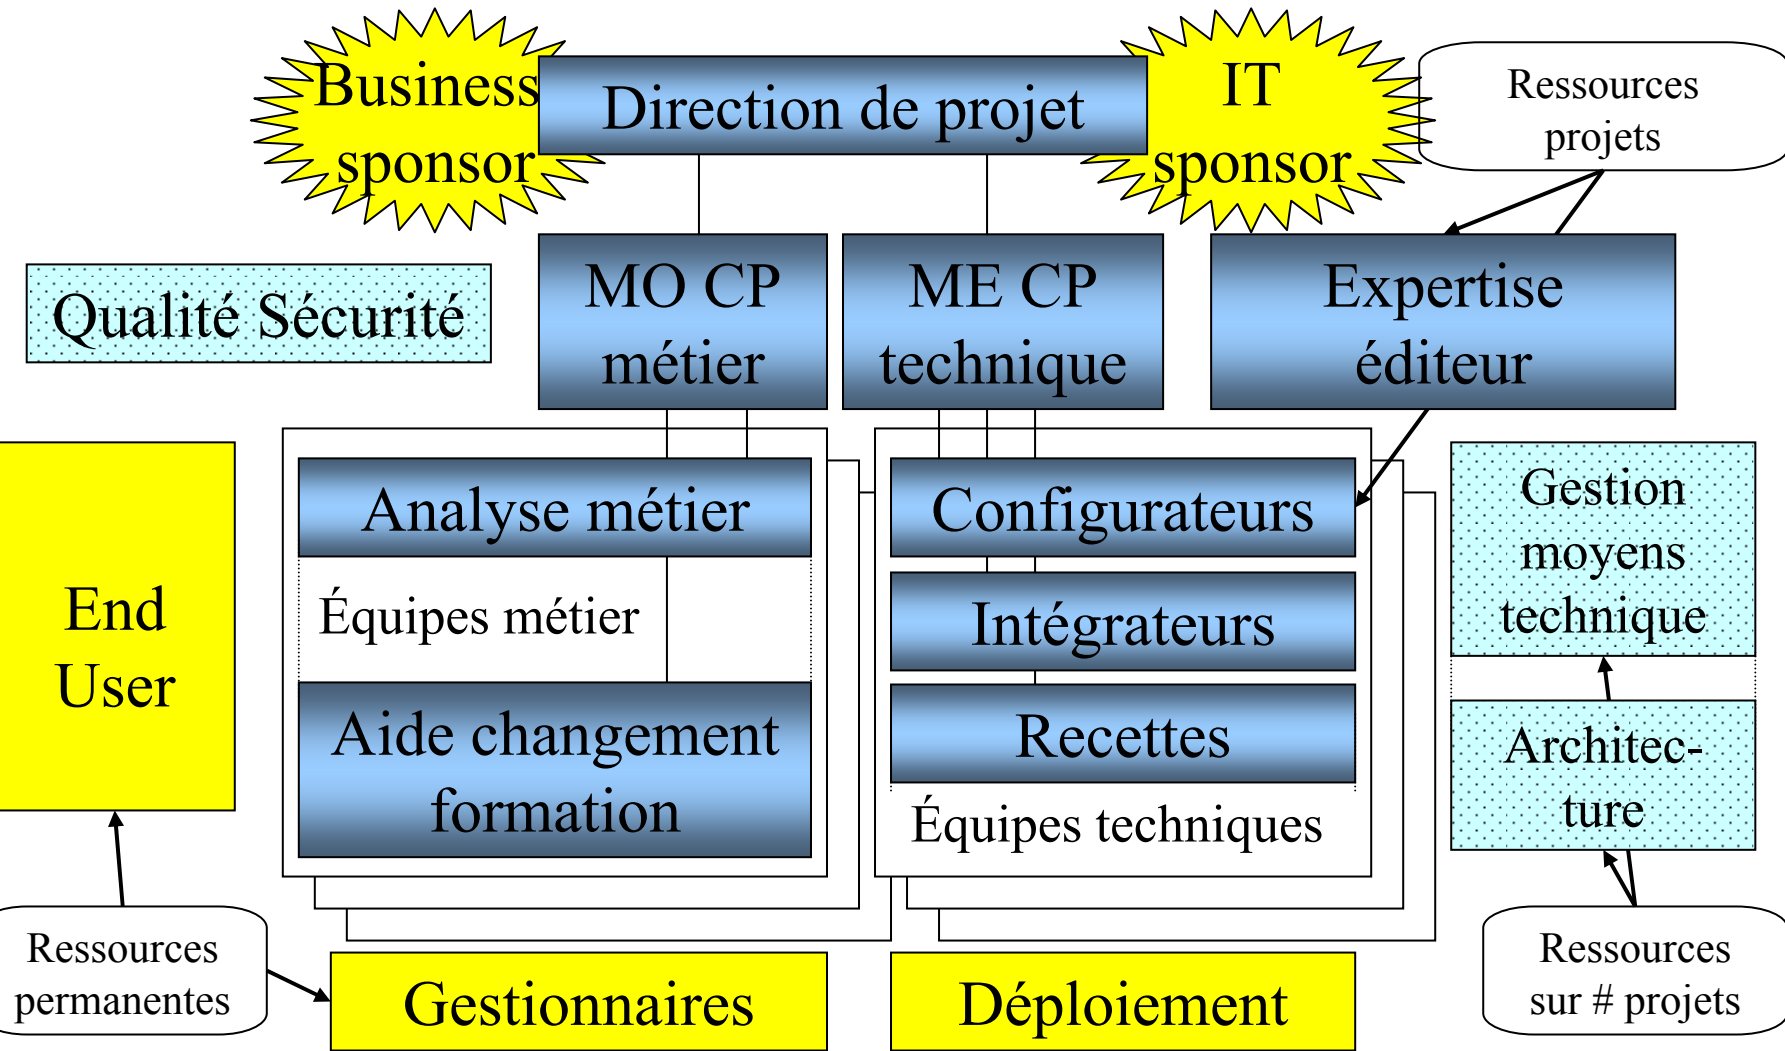 Business
sponsor
Direction de projet
IT
sponsor
Ressources
projets
Qualité Sécurité
MO CP
métier
ME CP
technique
Expertise
éditeur
End
User
Analyse métier
Équipes métier
Aide changement
formation
Configurateurs
Intégrateurs
Recettes
Équipes techniques
Gestion
moyens
technique
Architec-
ture
Ressources
permanentes
Gestionnaires
Déploiement
Ressources
sur # projets